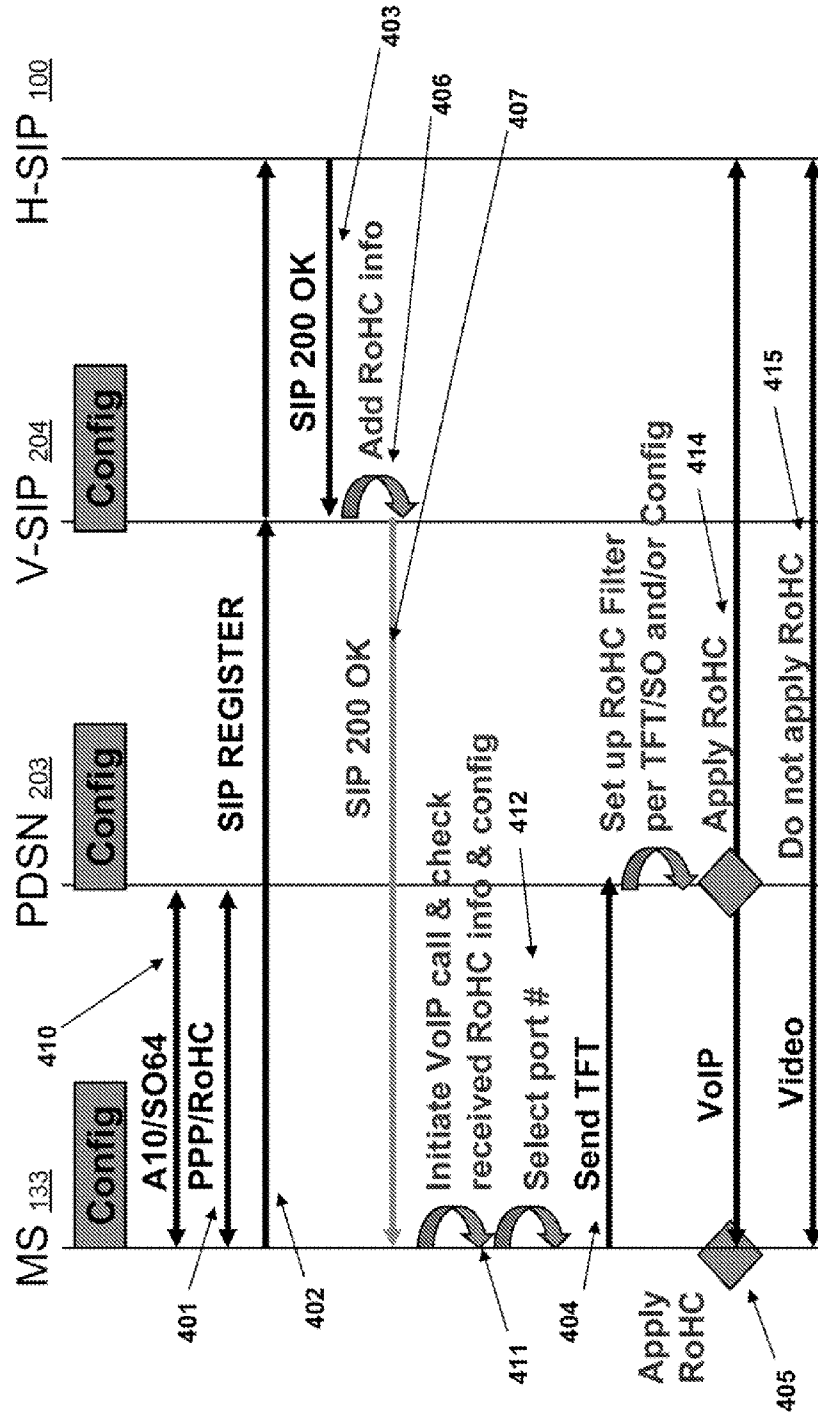 MS 133
PDSN 203
V-SIP 204
H-SIP 100
Config
Config
Config
410
A10/SO64
PPP/RoHC
401
SIP REGISTER
402
SIP 200 OK
403
Add RoHC info
406
SIP 200 OK
407
Initiate VoIP call & check
received RoHC info & config
411
412
Select port #
Send TFT
404
Set up RoHC Filter
per TFT/SO and/or Config
Apply
RoHC
405
VoIP
Apply RoHC
414
Video
Do not apply RoHC
415